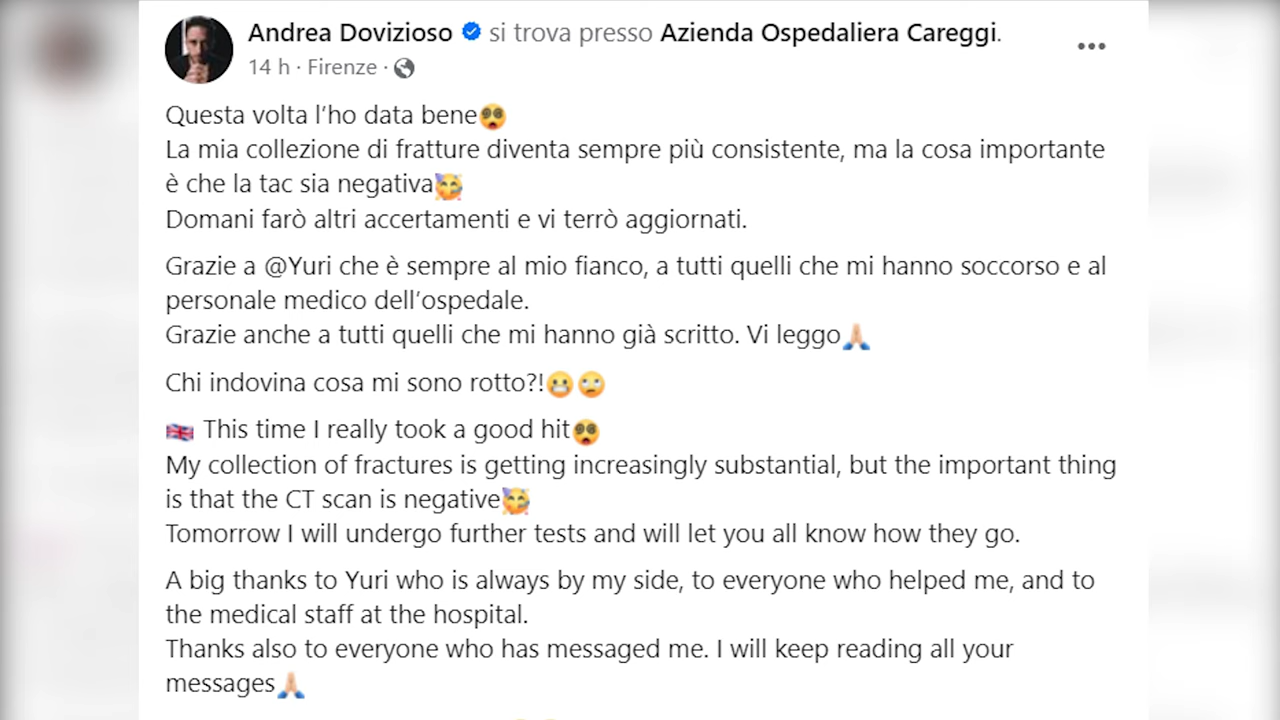 Andrea Dovizioso si trova presso Azienda Ospedaliera Careggi.
14 h · Firenze ·
Questa volta l'ho data bene😵
La mia collezione di fratture diventa sempre più consistente, ma la cosa importante
è che la tac sia negativa🥳
Domani farò altri accertamenti e vi terrò aggiornati.
Grazie a @Yuri che è sempre al mio fianco, a tutti quelli che mi hanno soccorso e al
personale medico dell'ospedale.
Grazie anche a tutti quelli che mi hanno già scritto. Vi leggo🙏🏻
Chi indovina cosa mi sono rotto?!😬🙄
🇬🇧 This time I really took a good hit😵
My collection of fractures is getting increasingly substantial, but the important thing
is that the CT scan is negative🥳
Tomorrow I will undergo further tests and will let you all know how they go.
A big thanks to Yuri who is always by my side, to everyone who helped me, and to
the medical staff at the hospital.
Thanks also to everyone who has messaged me. I will keep reading all your
messages🙏🏻